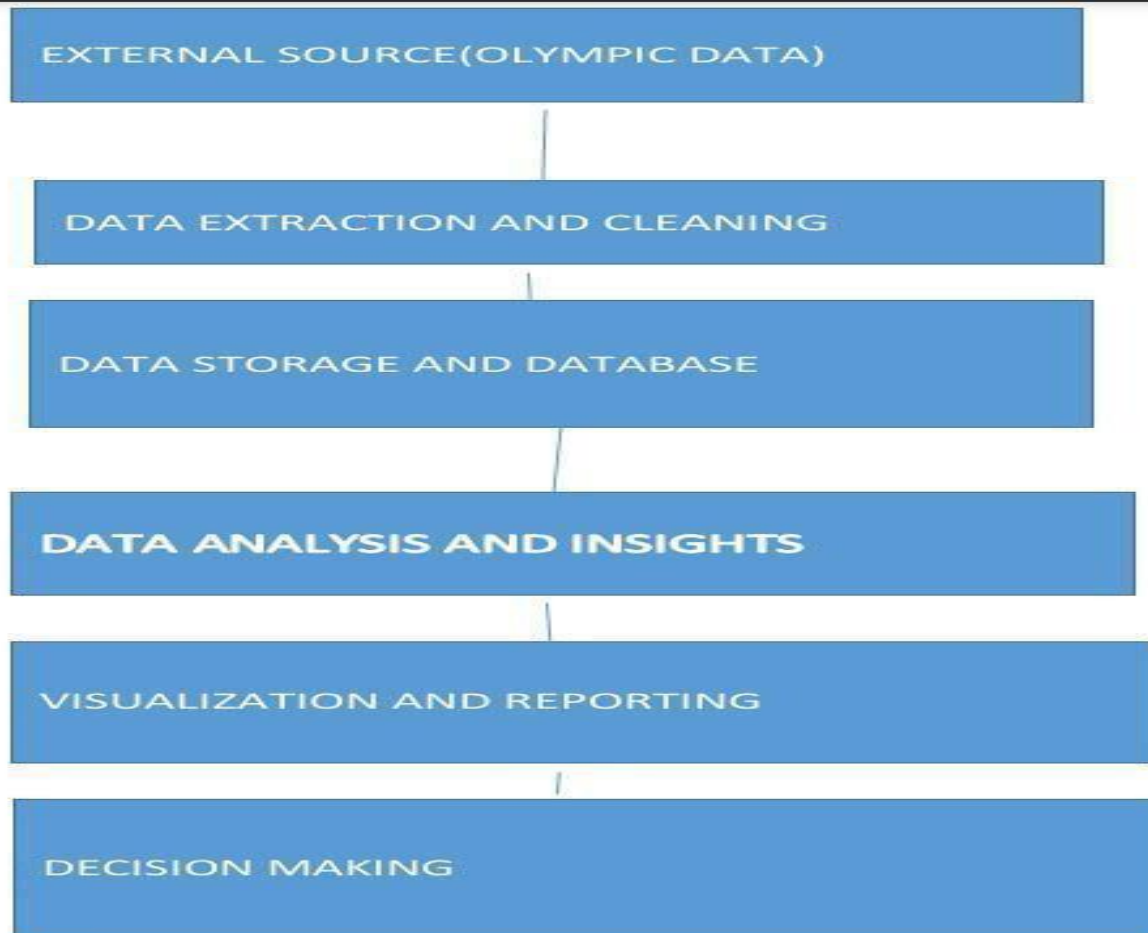 EXTERNAL SOURCE(OLYMPIC DATA)
DATA EXTRACTION AND CLEANING
DATA STORAGE AND DATABASE
DATA ANALYSIS AND INSIGHTS
VISUALIZATION AND REPORTING
DECISION MAKING